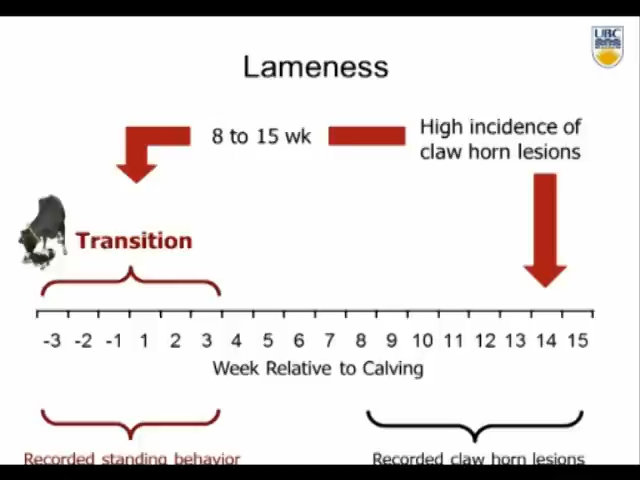 UBC
Lameness
8 to 15 wk
High incidence of
claw horn lesions
Transition
-3 -2 -1 1 2 3 4 5 6 7 8 9 10 11 12 13 14 15
Week Relative to Calving
Recorded standing behavior
Recorded claw horn lesions